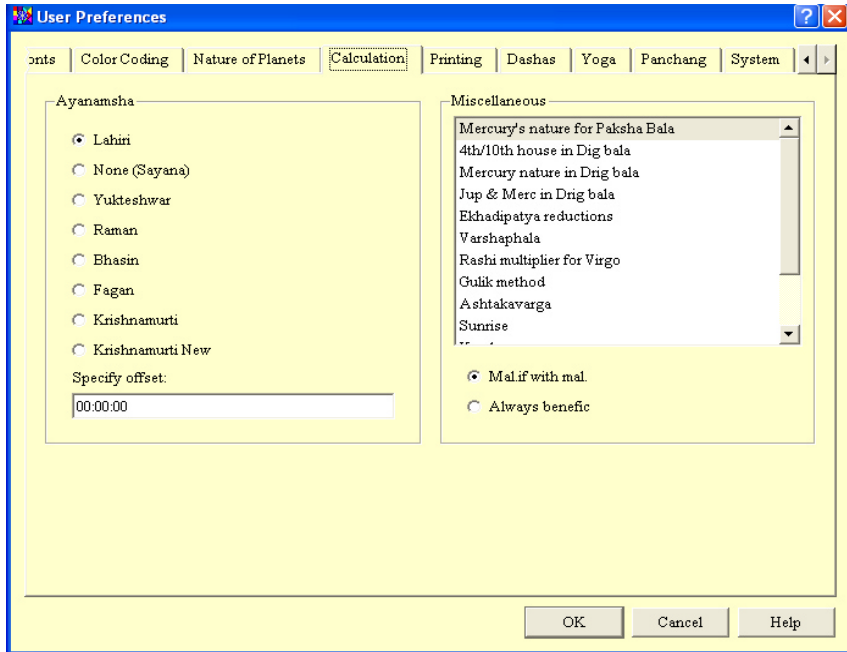 User Preferences
onts Color Coding Nature of Planets Calculation Printing Dashas Yoga Panchang System
Ayanamsha
Lahiri
None (Sayana)
Yukteshwar
Raman
Bhasin
Fagan
Krishnamurti
Krishnamurti New
Specify offset:
00:00:00
Miscellaneous
Mercury's nature for Paksha Bala
4th/10th house in Dig bala
Mercury nature in Drig bala
Jup & Merc in Drig bala
Ekhadipatya reductions
Varshaphala
Rashi multiplier for Virgo
Gulik method
Ashtakavarga
Sunrise
Mal.if with mal.
Always benefic
OK Cancel Help